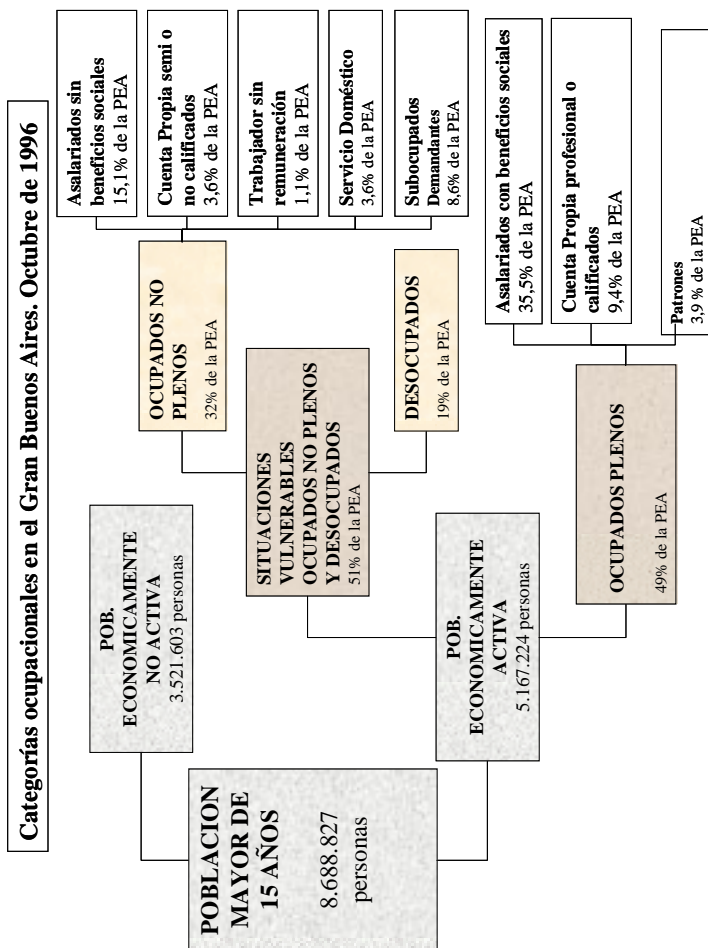 Categorías ocupacionales en el Gran Buenos Aires. Octubre de 1996
POBLACION
MAYOR DE
15 AÑOS
8.688.827
personas
POB.
ECONOMICAMENTE
NO ACTIVA
3.521.603 personas
POB.
ECONOMICAMENTE
ACTIVA
5.167.224 personas
SITUACIONES
VULNERABLES
OCUPADOS NO PLENOS
Y DESOCUPADOS
51% de la PEA
OCUPADOS PLENOS
49% de la PEA
OCUPADOS NO
PLENOS
32% de la PEA
DESOCUPADOS
19% de la PEA
Asalariados sin
beneficios sociales
15,1% de la PEA
Cuenta Propia semi o
no calificados
3,6% de la PEA
Trabajador sin
remuneración
1,1% de la PEA
Servicio Doméstico
3,6% de la PEA
Subocupados
Demandantes
8,6% de la PEA
Asalariados con beneficios sociales
35,5% de la PEA
Cuenta Propia profesional o
calificados
9,4% de la PEA
Patrones
3,9 % de la PEA